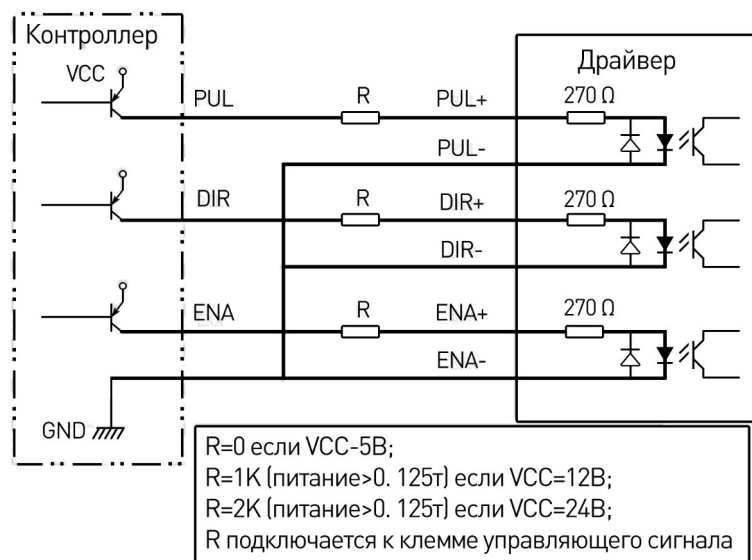 Контроллер
Драйвер
VCC
PUL
R
PUL+
270 Ω
PUL-
DIR
R
DIR+
270 Ω
DIR-
ENA
R
ENA+
270 Ω
ENA-
GND
R=0 если VCC-5В;
R=1K (питание>0. 125т) если VCC=12В;
R=2K (питание>0. 125т) если VCC=24В;
R подключается к клемме управляющего сигнала